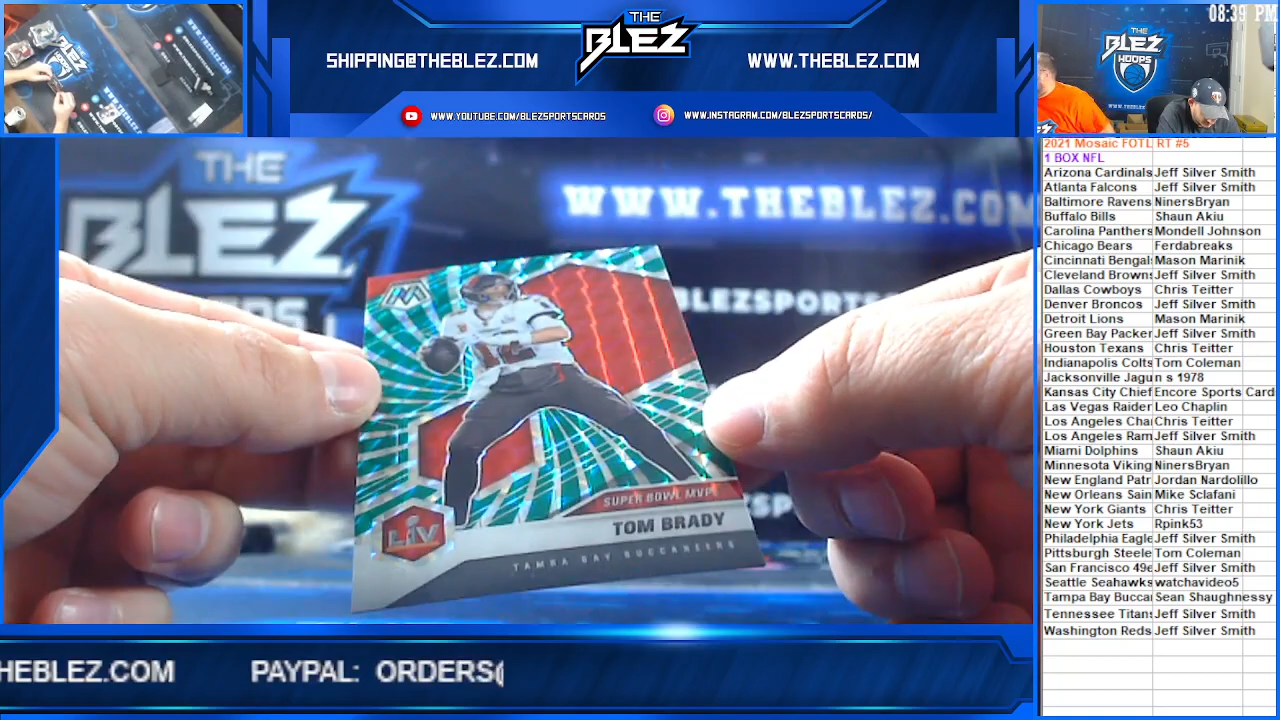 THE
BLEZ
SHIPPING@THEBLEZ.COM
WWW.THEBLEZ.COM
WWW.YOUTUBE.COM/BLEZSPORTSCARDS
WWW.INSTAGRAM.COM/BLEZSPORTSCARDS/
08:39 PM
THE
BLEZ
HOOPS
THE
BLEZ
WWW.THEBLEZ.COM
BLEZSPORTS
SUPER BOWL MVP
TOM BRADY
TAMPA BAY BUCCANEERS
LIV
2021 Mosaic FOTL RT #5
1 BOX NFL
Arizona Cardinals Jeff Silver Smith
Atlanta Falcons Jeff Silver Smith
Baltimore Ravens NinersBryan
Buffalo Bills Shaun Akiu
Carolina Panthers Mondell Johnson
Chicago Bears Ferdabreaks
Cincinnati Bengal Mason Marinik
Cleveland Browns Jeff Silver Smith
Dallas Cowboys Chris Teitter
Denver Broncos Jeff Silver Smith
Detroit Lions Mason Marinik
Green Bay Packer Jeff Silver Smith
Houston Texans Chris Teitter
Indianapolis Colts Tom Coleman
Jacksonville Jagu n s 1978
Kansas City Chief Encore Sports Card
Las Vegas Raider Leo Chaplin
Los Angeles Cha Chris Teitter
Los Angeles Ram Jeff Silver Smith
Miami Dolphins Shaun Akiu
Minnesota Viking NinersBryan
New England Patr Jordan Nardolillo
New Orleans Sain Mike Sclafani
New York Giants Chris Teitter
New York Jets Rpink53
Philadelphia Eagle Jeff Silver Smith
Pittsburgh Steele Tom Coleman
San Francisco 49e Jeff Silver Smith
Seattle Seahawks watchavideo5
Tampa Bay Bucca Sean Shaughnessy
Tennessee Titans Jeff Silver Smith
Washington Reds Jeff Silver Smith
HEBLEZ.COM PAYPAL: ORDERS@